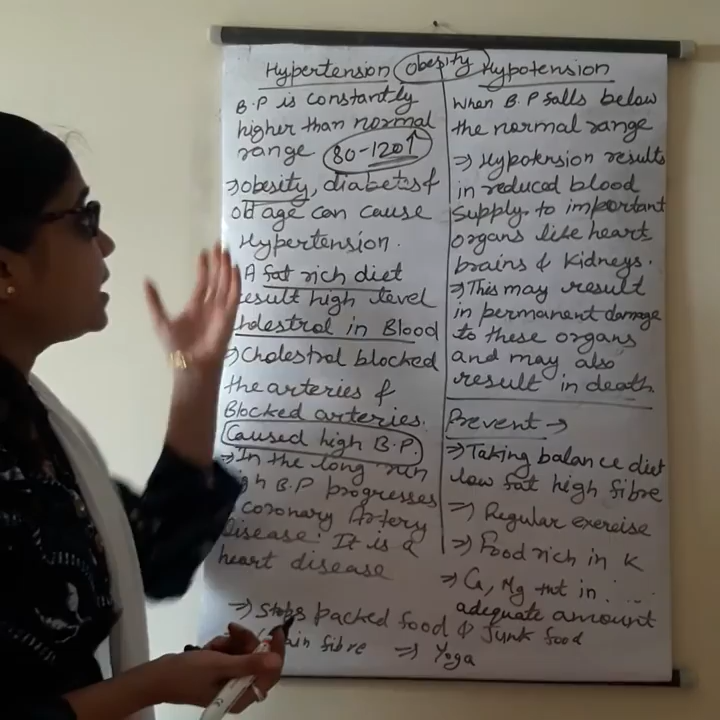 Hypertension Obesity Hypotension
B.P is constantly
higher than normal
range 80-120↑
⇒obesity, diabetes &
old age can cause
Hypertension.
A fat rich diet
result high level
cholestrol in Blood
⇒Cholestrol blocked
the arteries &
Blocked arteries.
Caused high B.P.
⇒In the long run
high B.P progresses
coronary Artery
disease. It is a
heart disease
⇒ Stops packed food & Junk food
fibre ⇒ Yoga
When B.P falls below
the normal range
⇒ Hypotension results
in reduced blood
Supply. to important
organs like heart,
brains & Kidneys.
⇒This may result
in permanent damage
to these organs
and may also
result in death.
Prevent →
⇒Taking balance diet
low fat high fibre
⇒ Regular exercise
⇒ Food rich in K
⇒ Ca, Mg in ....
adequate amount